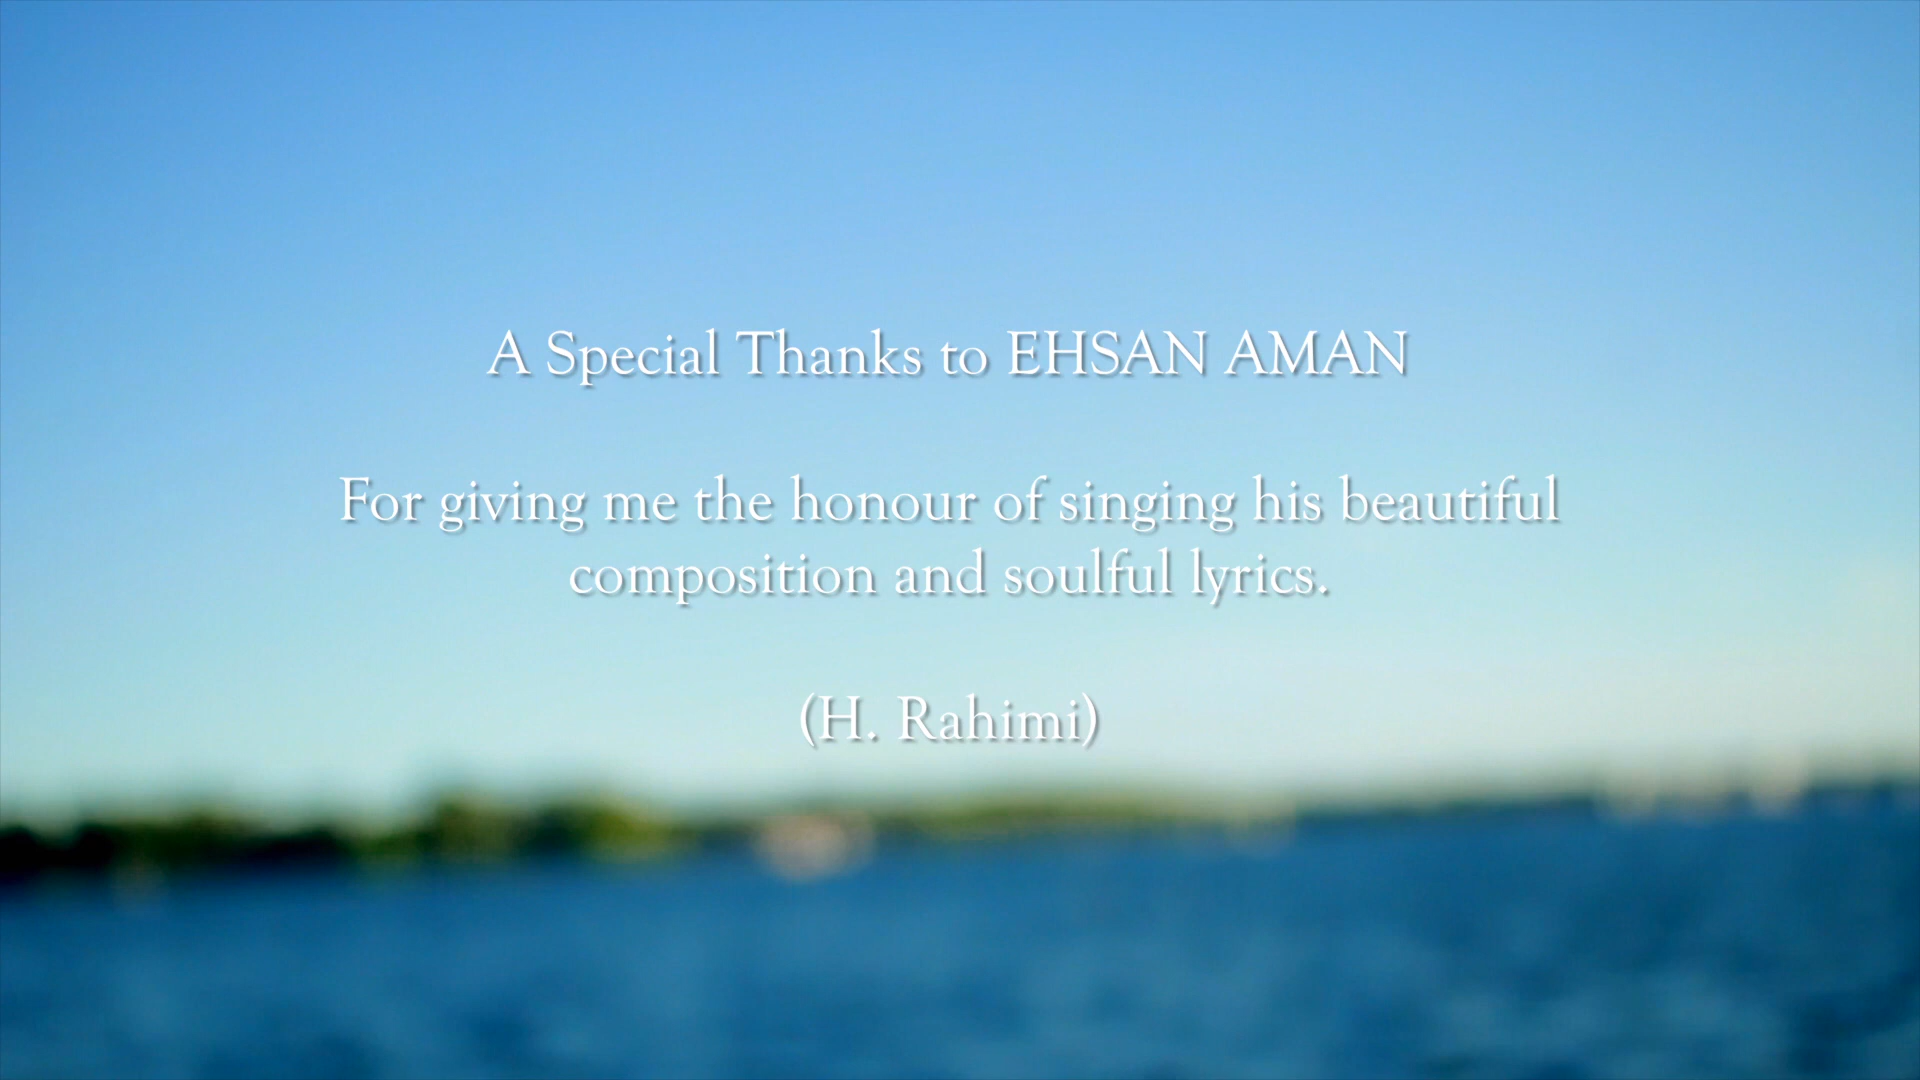 A Special Thanks to EHSAN AMAN
For giving me the honour of singing his beautiful
composition and soulful lyrics.
(H. Rahimi)